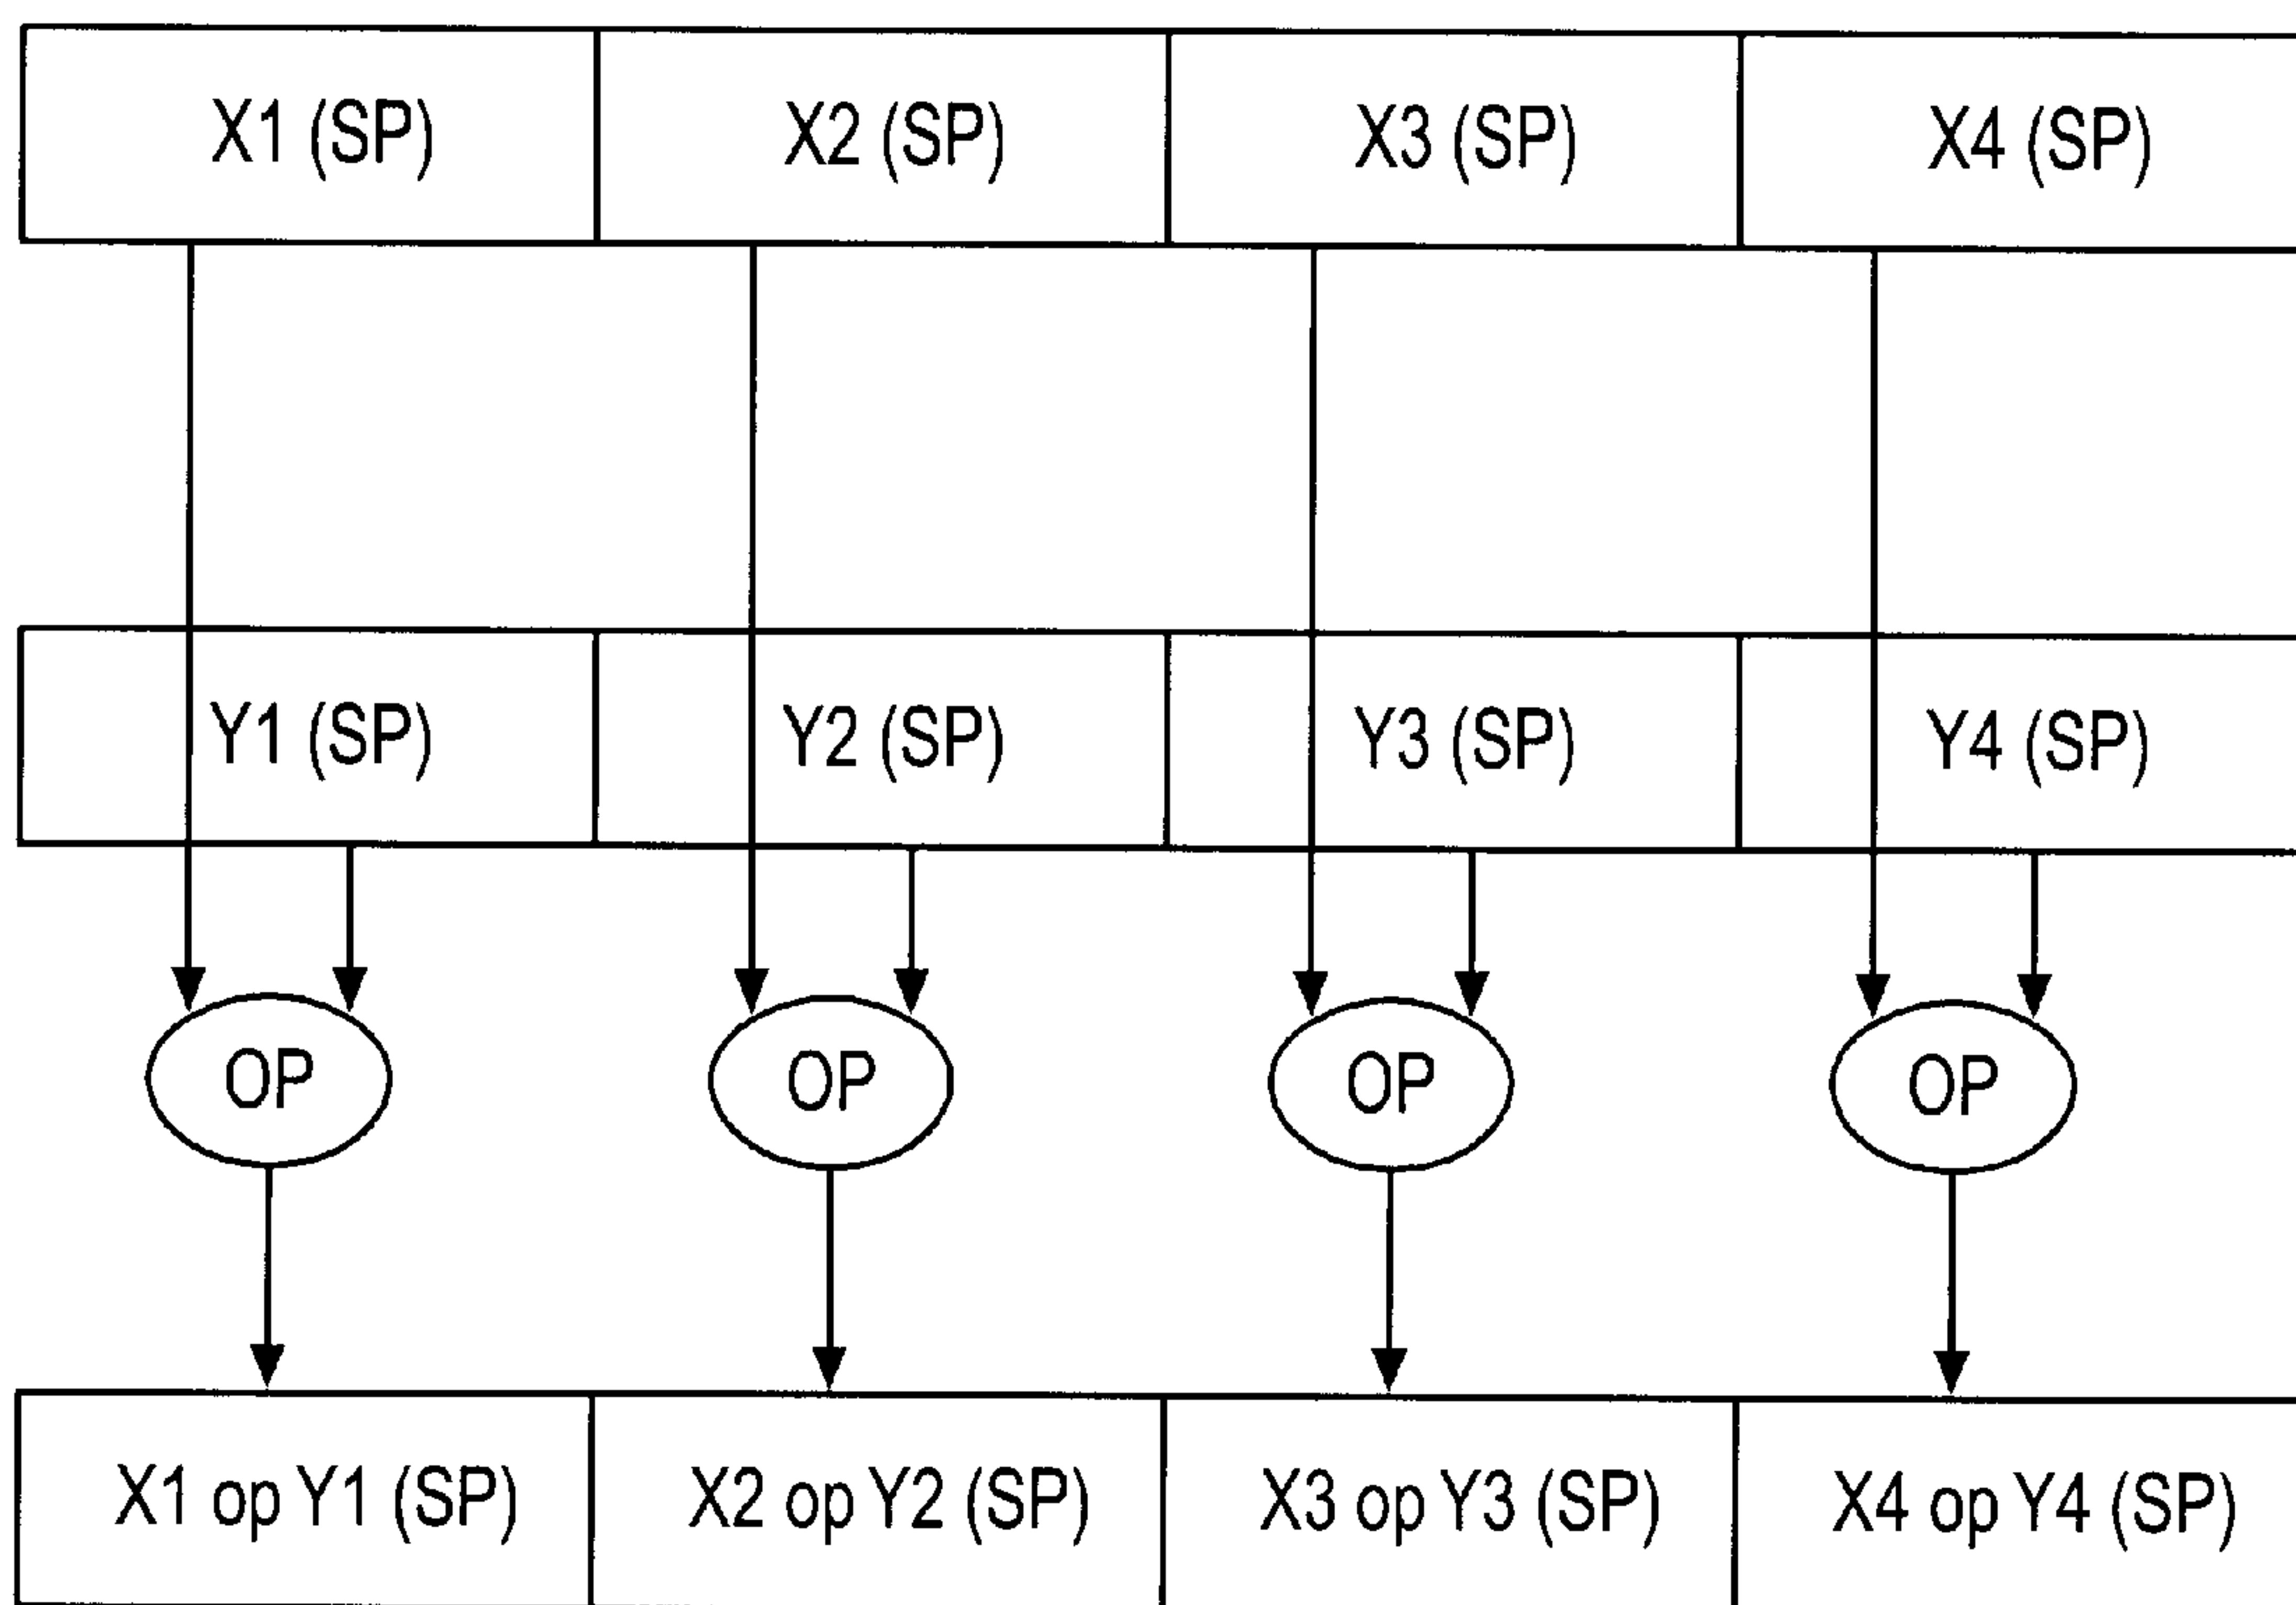 X1 (SP) X2 (SP) X3 (SP) X4 (SP)
Y1 (SP) Y2 (SP) Y3 (SP) Y4 (SP)
OP OP OP OP
X1 op Y1 (SP) X2 op Y2 (SP) X3 op Y3 (SP) X4 op Y4 (SP)